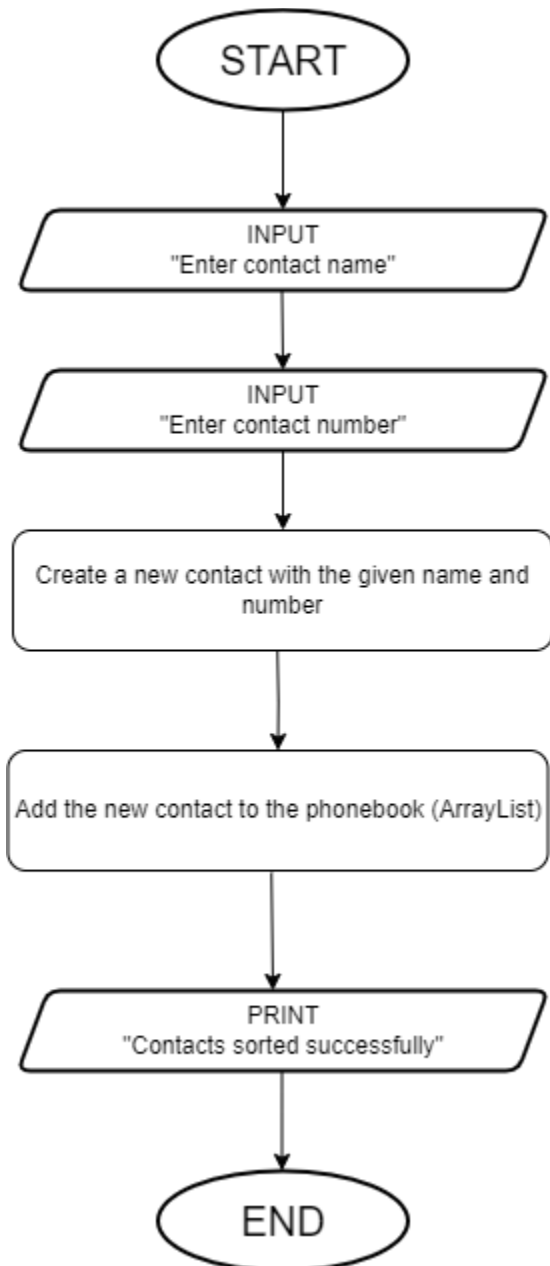 START
INPUT
"Enter contact name"
INPUT
"Enter contact number"
Create a new contact with the given name and
number
Add the new contact to the phonebook (ArrayList)
PRINT
"Contacts sorted successfully"
END